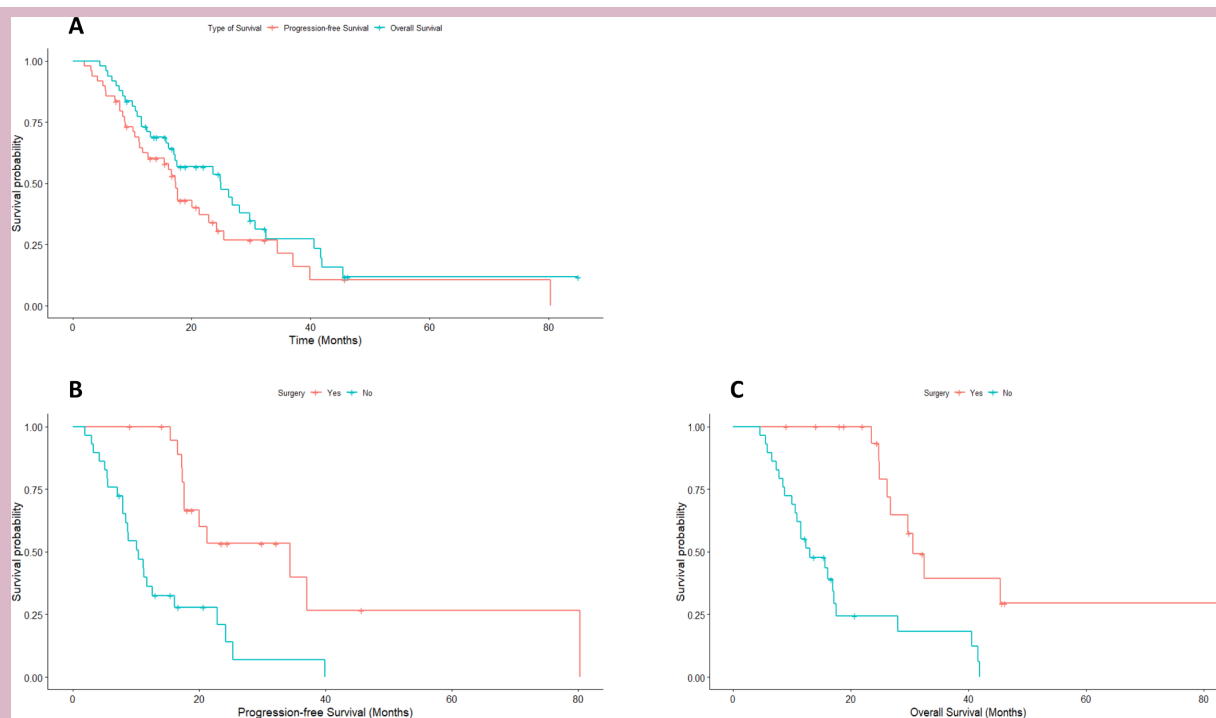 A
Type of Survival Progression-free Survival Overall Survival
Survival probability
1.00
0.75
0.50
0.25
0.00
0 20 40 60 80
Time (Months)
B
Surgery Yes No
Survival probability
1.00
0.75
0.50
0.25
0.00
0 20 40 60 80
Progression-free Survival (Months)
C
Surgery Yes No
Survival probability
1.00
0.75
0.50
0.25
0.00
0 20 40 60 80
Overall Survival (Months)